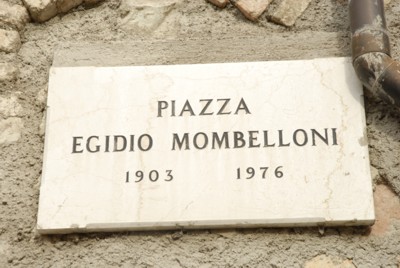 PIAZZA
EGIDIO MOMBELLONI
1903 1976